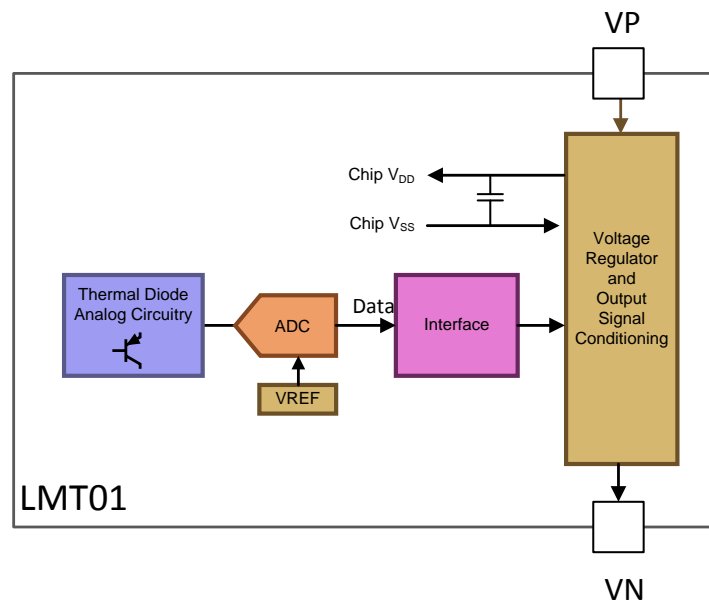 VP
Chip VDD
Chip VSS
Voltage
Regulator
and
Output
Signal
Conditioning
Thermal Diode
Analog Circuitry
ADC
Data
Interface
VREF
LMT01
VN